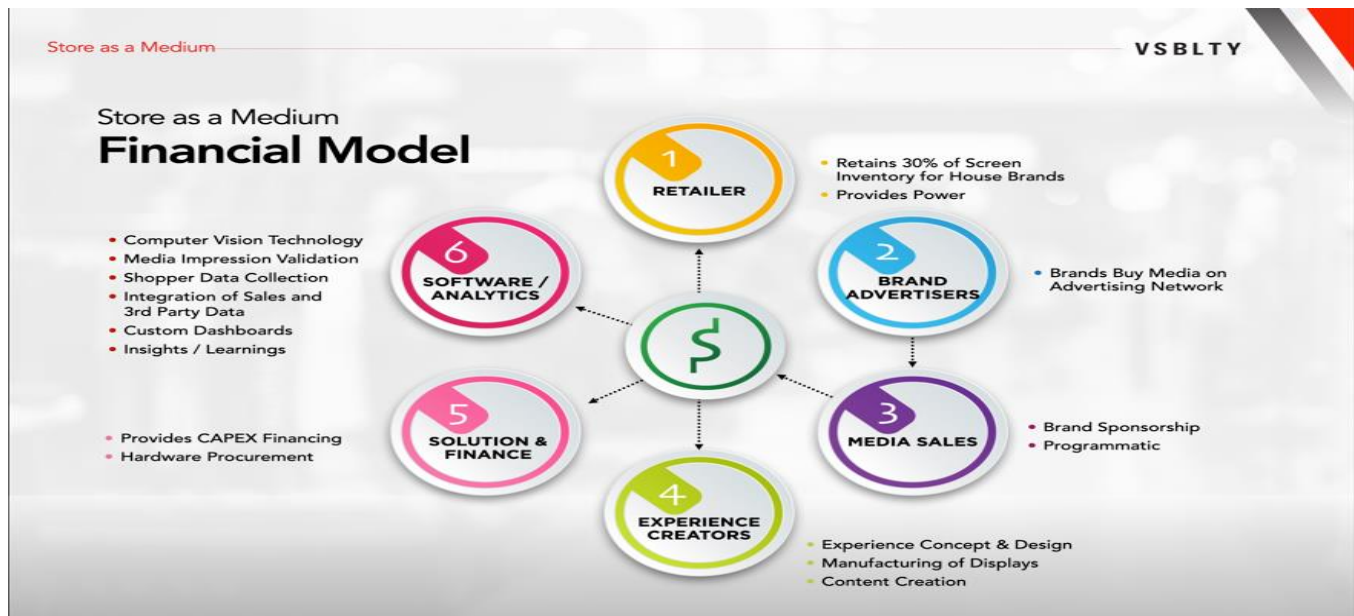 Store as a Medium
VSBLTY
Store as a Medium
Financial Model
1
RETAILER
• Retains 30% of Screen
Inventory for House Brands
• Provides Power
2
BRAND
ADVERTISERS
• Brands Buy Media on
Advertising Network
3
MEDIA SALES
• Brand Sponsorship
• Programmatic
4
EXPERIENCE
CREATORS
• Experience Concept & Design
• Manufacturing of Displays
• Content Creation
5
SOLUTION &
FINANCE
• Provides CAPEX Financing
• Hardware Procurement
6
SOFTWARE /
ANALYTICS
• Computer Vision Technology
• Media Impression Validation
• Shopper Data Collection
• Integration of Sales and
3rd Party Data
• Custom Dashboards
• Insights / Learnings
$